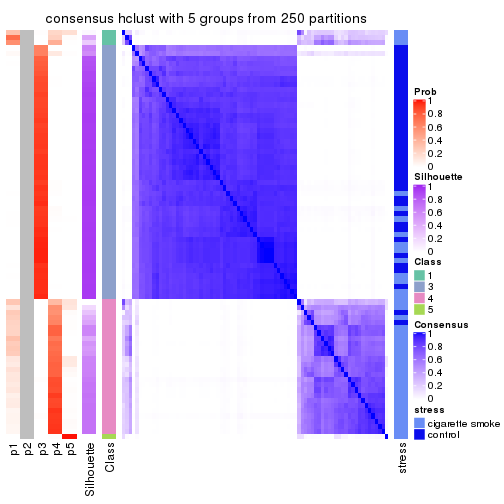 consensus hclust with 5 groups from 250 partitions
Prob
1
0.8
0.6
0.4
0.2
0
Silhouette
1
0.8
0.6
0.4
0.2
0
Class
1
3
4
5
Consensus
1
0.8
0.6
0.4
0.2
0
stress
cigarette smoke
control
p1
p2
p3
p4
p5
Silhouette
Class
stress